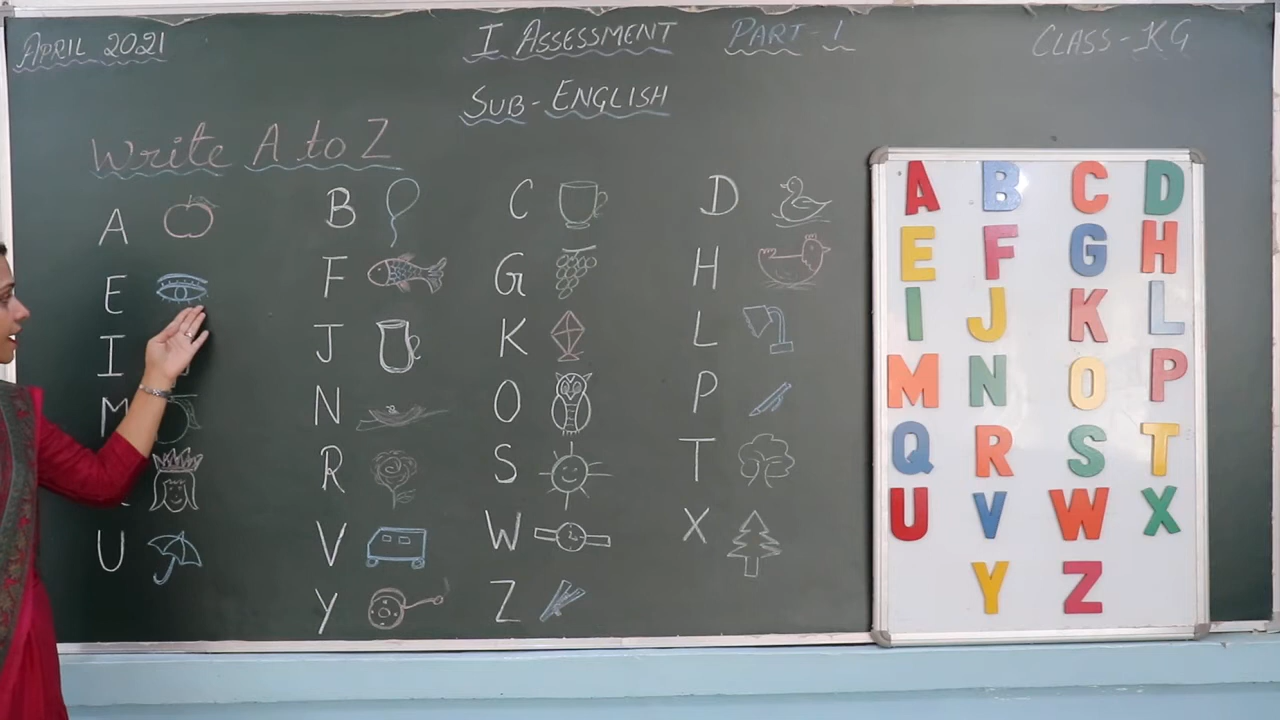 APRIL 2021
I ASSESSMENT PART-1
CLASS-KG
SUB-ENGLISH
Write A to Z
A B C D
E F G H
I J K L
M N O P
R S T
U V W X
Y Z
A B C D
E F G H
I J K L
M N O P
Q R S T
U V W X
Y Z